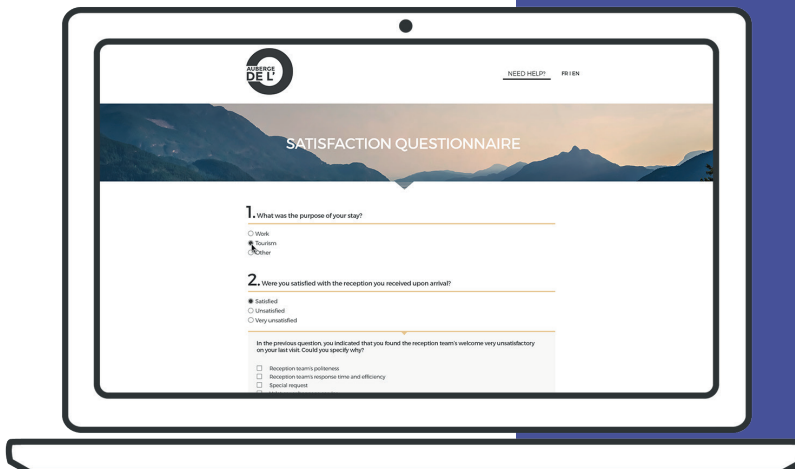 AUBERGE
DE L'
NEED HELP?
FR I EN
SATISFACTION QUESTIONNAIRE
1. What was the purpose of your stay?
Work
Tourism
Other
2. Were you satisfied with the reception you received upon arrival?
Satisfied
Unsatisfied
Very unsatisfied
In the previous question, you indicated that you found the reception team's welcome very unsatisfactory
on your last visit. Could you specify why?
Reception team's politeness
Reception team's response time and efficiency
Special request